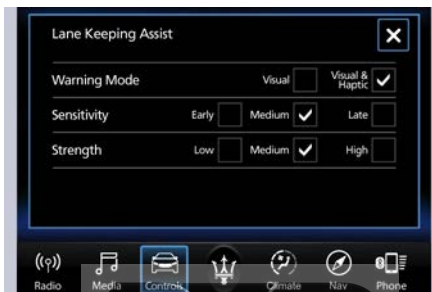 Lane Keeping Assist
Warning Mode Visual Visual & Haptic
Sensitivity Early Medium Late
Strength Low Medium High
Radio Media Controls Climate Nav Phone